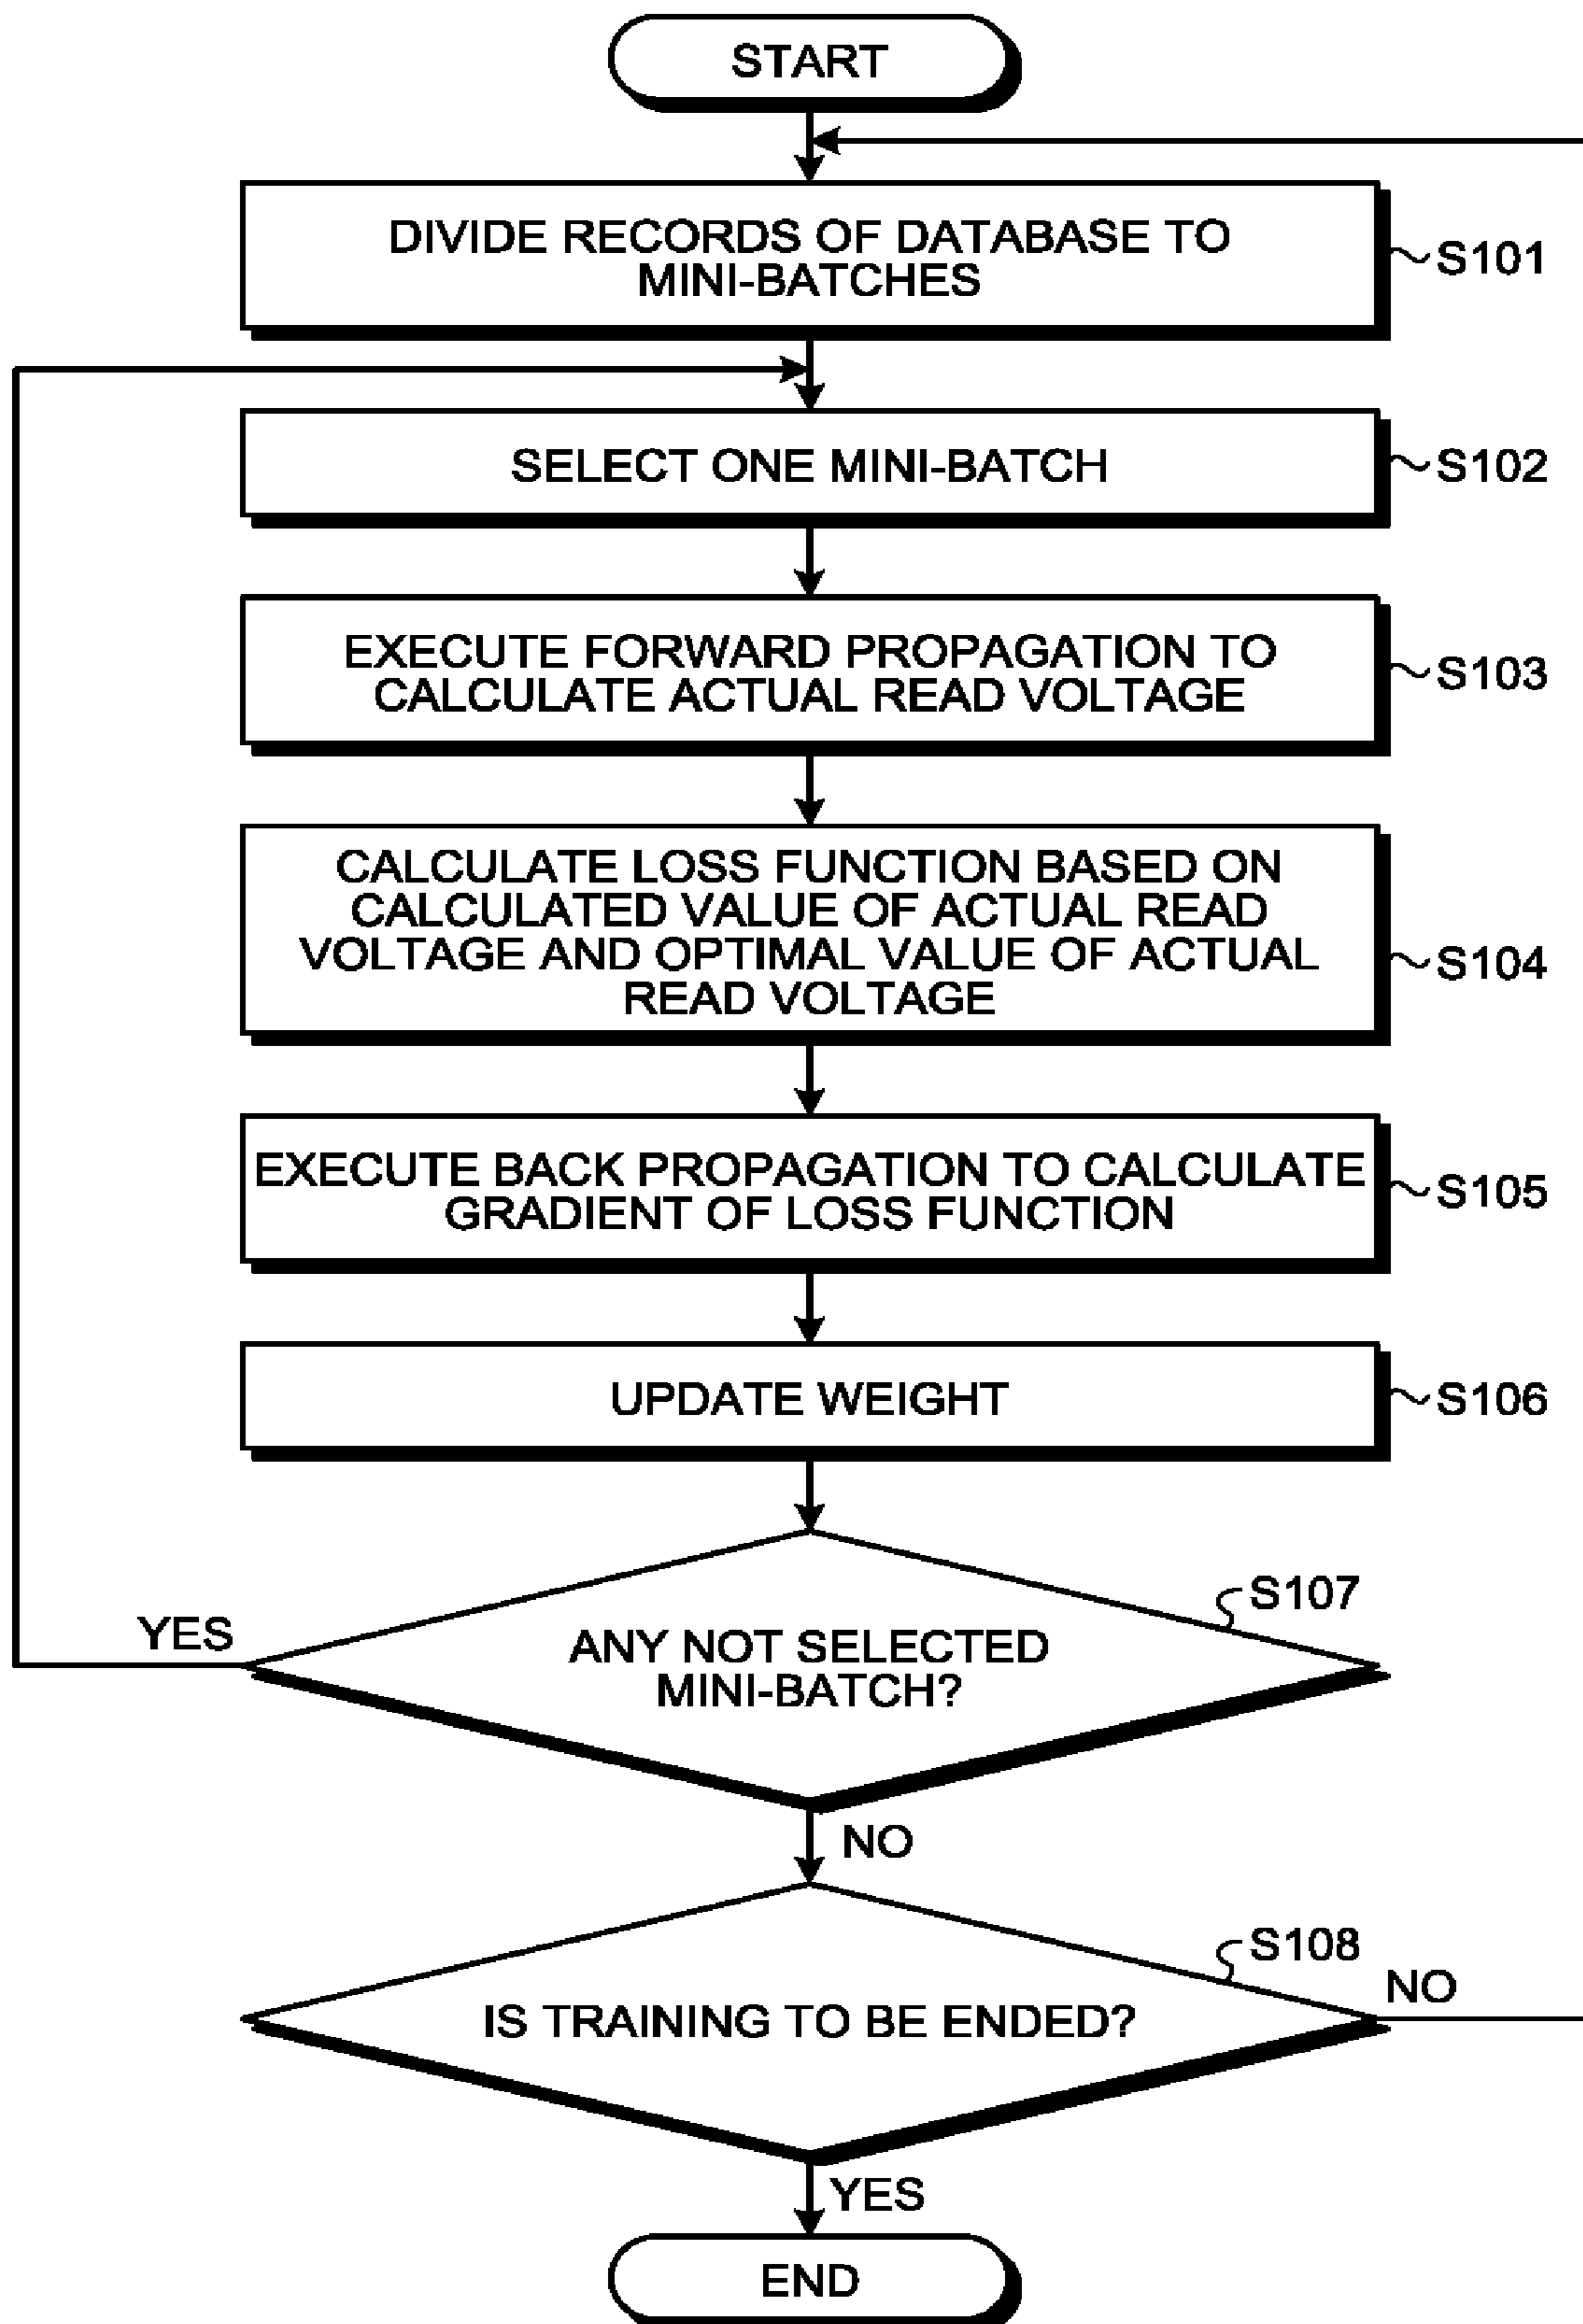 START
DIVIDE RECORDS OF DATABASE TO
MINI-BATCHES
S101
SELECT ONE MINI-BATCH
S102
EXECUTE FORWARD PROPAGATION TO
CALCULATE ACTUAL READ VOLTAGE
S103
CALCULATE LOSS FUNCTION BASED ON
CALCULATED VALUE OF ACTUAL READ
VOLTAGE AND OPTIMAL VALUE OF ACTUAL
READ VOLTAGE
S104
EXECUTE BACK PROPAGATION TO CALCULATE
GRADIENT OF LOSS FUNCTION
S105
UPDATE WEIGHT
S106
S107
YES
ANY NOT SELECTED
MINI-BATCH?
NO
S108
NO
IS TRAINING TO BE ENDED?
YES
END